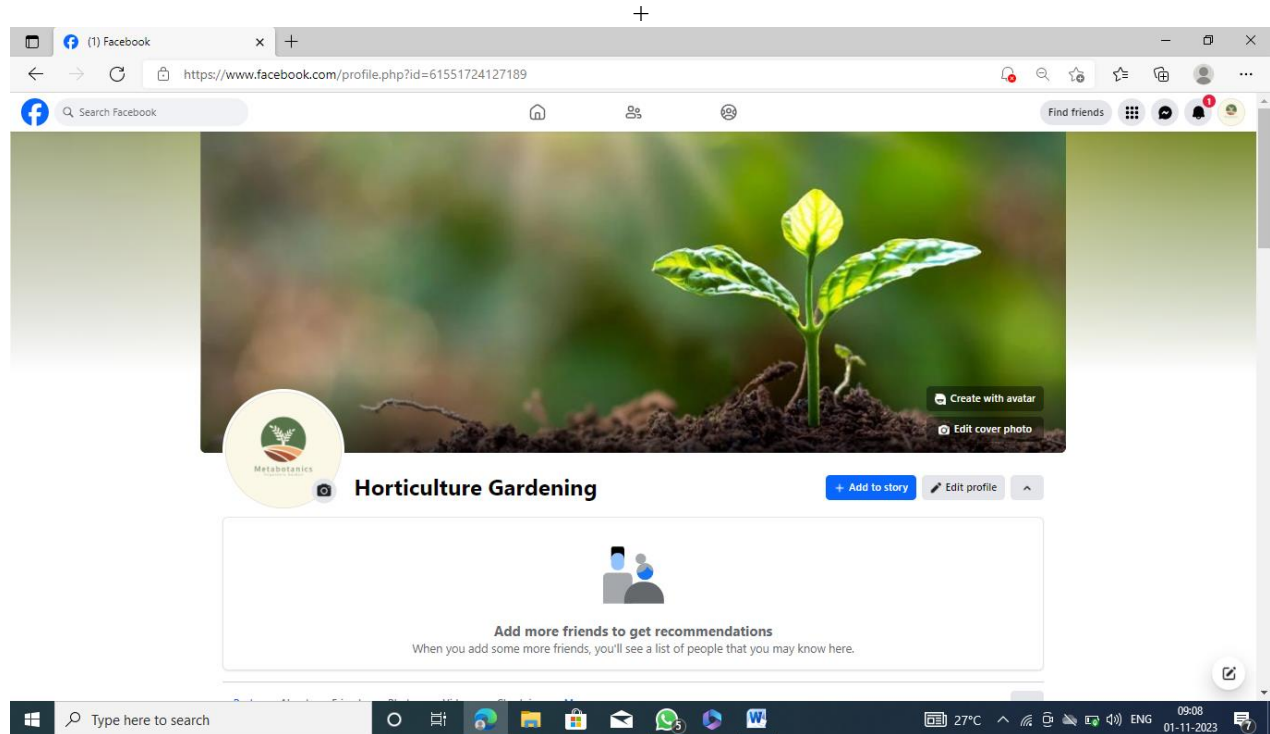 (1) Facebook
https://www.facebook.com/profile.php?id=61551724127189
Search Facebook
Find friends
1
Create with avatar
Edit cover photo
Metabotanics
Horticulture Gardening
+ Add to story
Edit profile
Add more friends to get recommendations
When you add some more friends, you'll see a list of people that you may know here.
Type here to search
5
W
27°C
ENG
09:08
01-11-2023
7